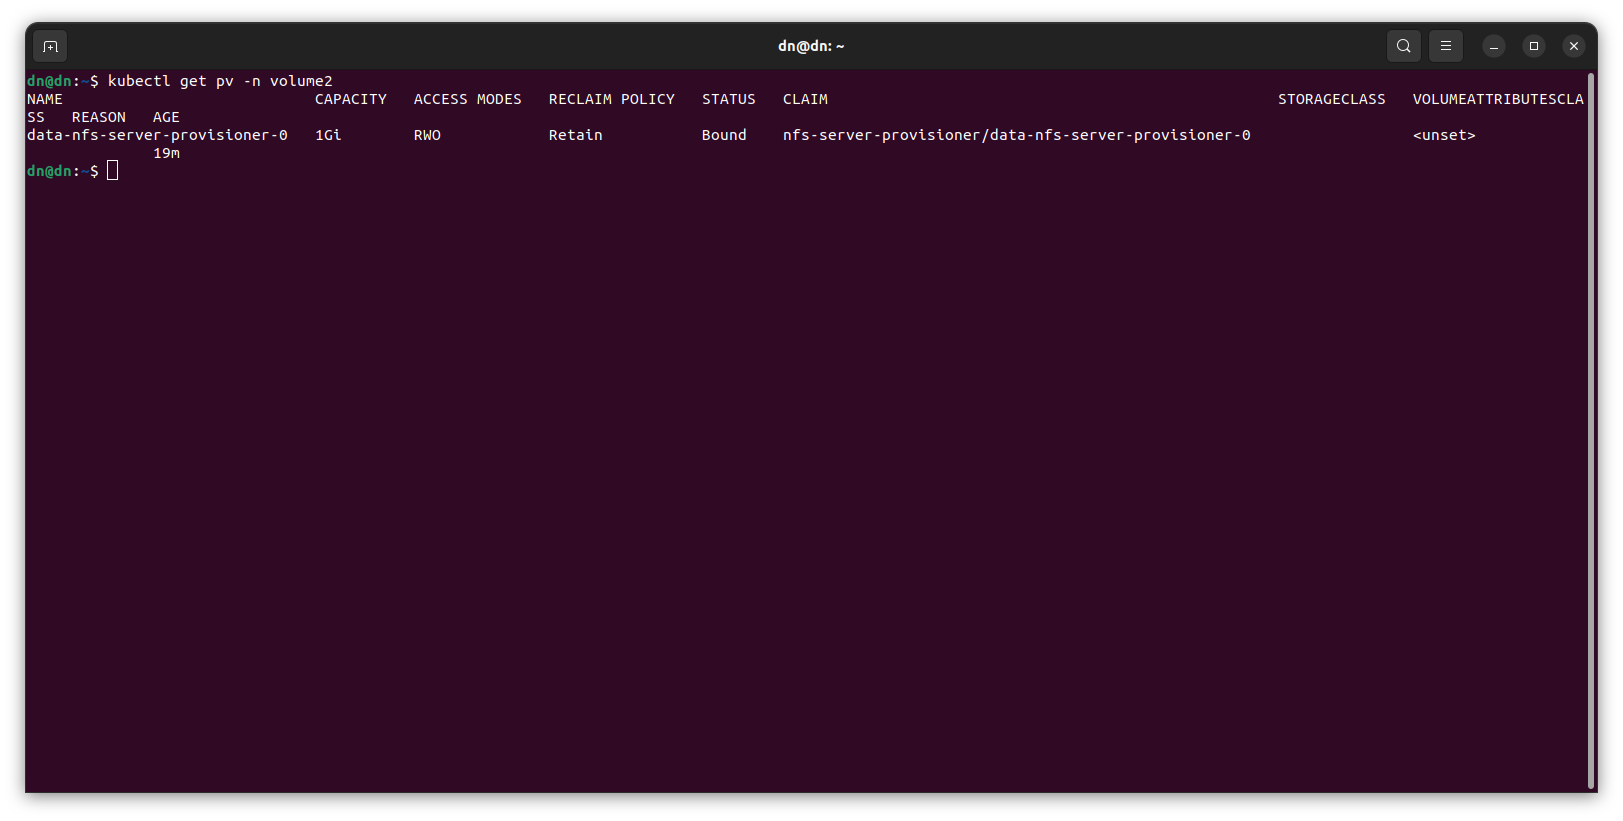 dn@dn: ~
dn@dn:~$ kubectl get pv -n volume2
NAME                            CAPACITY   ACCESS MODES   RECLAIM POLICY   STATUS   CLAIM                                                  STORAGECLASS   VOLUMEATTRIBUTESCLA
SS   REASON   AGE
data-nfs-server-provisioner-0   1Gi        RWO            Retain           Bound    nfs-server-provisioner/data-nfs-server-provisioner-0                  <unset>
              19m
dn@dn:~$